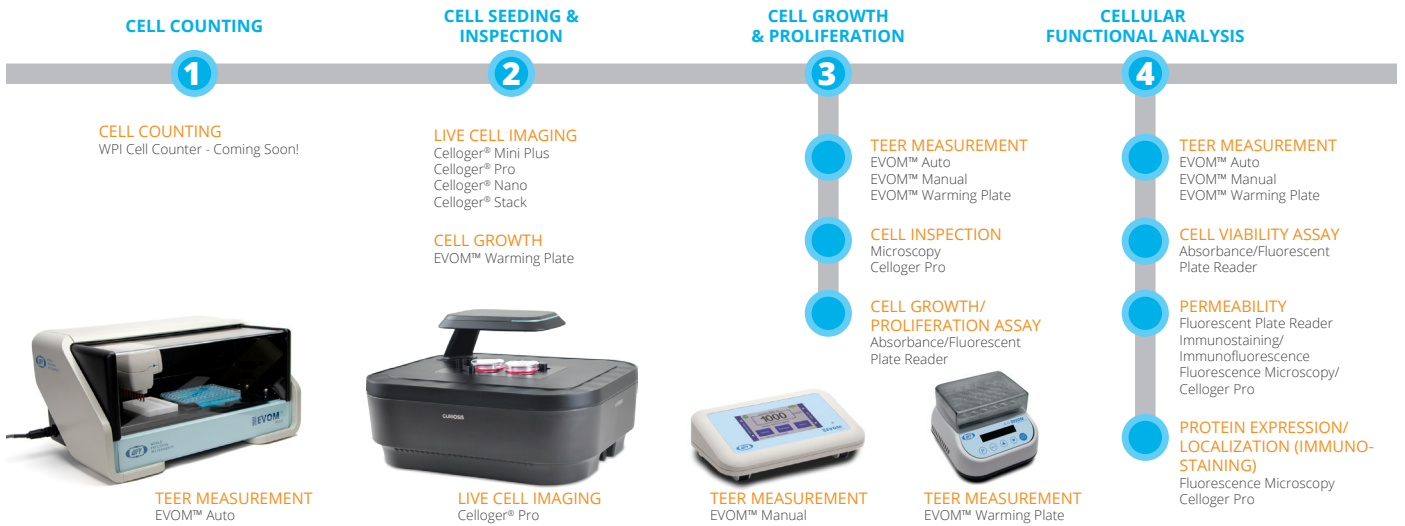 CELL COUNTING
CELL SEEDING &
INSPECTION
CELL GROWTH
& PROLIFERATION
CELLULAR
FUNCTIONAL ANALYSIS
1
2
3
4
CELL COUNTING
WPI Cell Counter - Coming Soon!
LIVE CELL IMAGING
Celloger® Mini Plus
Celloger® Pro
Celloger® Nano
Celloger® Stack
CELL GROWTH
EVOM™ Warming Plate
TEER MEASUREMENT
EVOM™ Auto
EVOM™ Manual
EVOM™ Warming Plate
CELL INSPECTION
Microscopy
Celloger Pro
CELL GROWTH/
PROLIFERATION ASSAY
Absorbance/Fluorescent
Plate Reader
TEER MEASUREMENT
EVOM™ Auto
EVOM™ Manual
EVOM™ Warming Plate
CELL VIABILITY ASSAY
Absorbance/Fluorescent
Plate Reader
PERMEABILITY
Fluorescent Plate Reader
Immunostaining/
Immunofluorescence
Fluorescence Microscopy/
Celloger Pro
PROTEIN EXPRESSION/
LOCALIZATION (IMMUNO-
STAINING)
Fluorescence Microscopy
Celloger Pro
WPI
EVOM
CURIOSIS
1000
TEER MEASUREMENT
EVOM™ Auto
LIVE CELL IMAGING
Celloger® Pro
TEER MEASUREMENT
EVOM™ Manual
TEER MEASUREMENT
EVOM™ Warming Plate